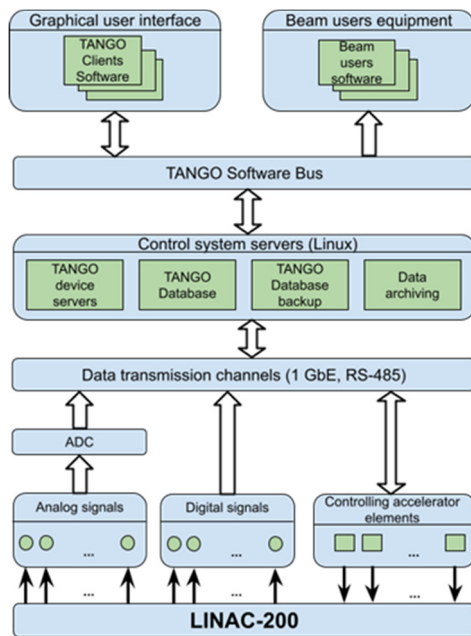 Graphical user interface
TANGO
Clients
Software
Beam users equipment
Beam
users
software
TANGO Software Bus
Control system servers (Linux)
TANGO
device
servers
TANGO
Database
TANGO
Database
backup
Data
archiving
Data transmission channels (1 GbE, RS-485)
ADC
Analog signals
...
Digital signals
...
Controlling accelerator
elements
...
...
...
...
LINAC-200